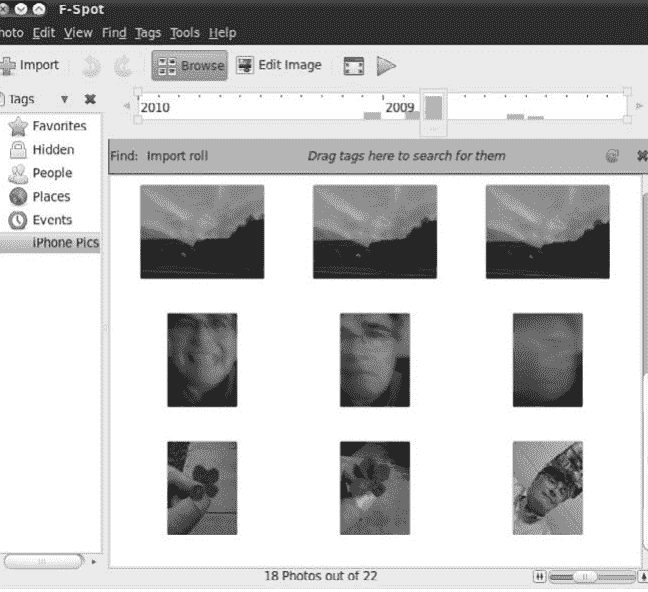 F-Spot
hoto Edit View Find Tags Tools Help
Import Browse Edit Image
Tags
2010 2009
Favorites
Find: Import roll Drag tags here to search for them
Hidden
People
Places
Events
iPhone Pics
18 Photos out of 22